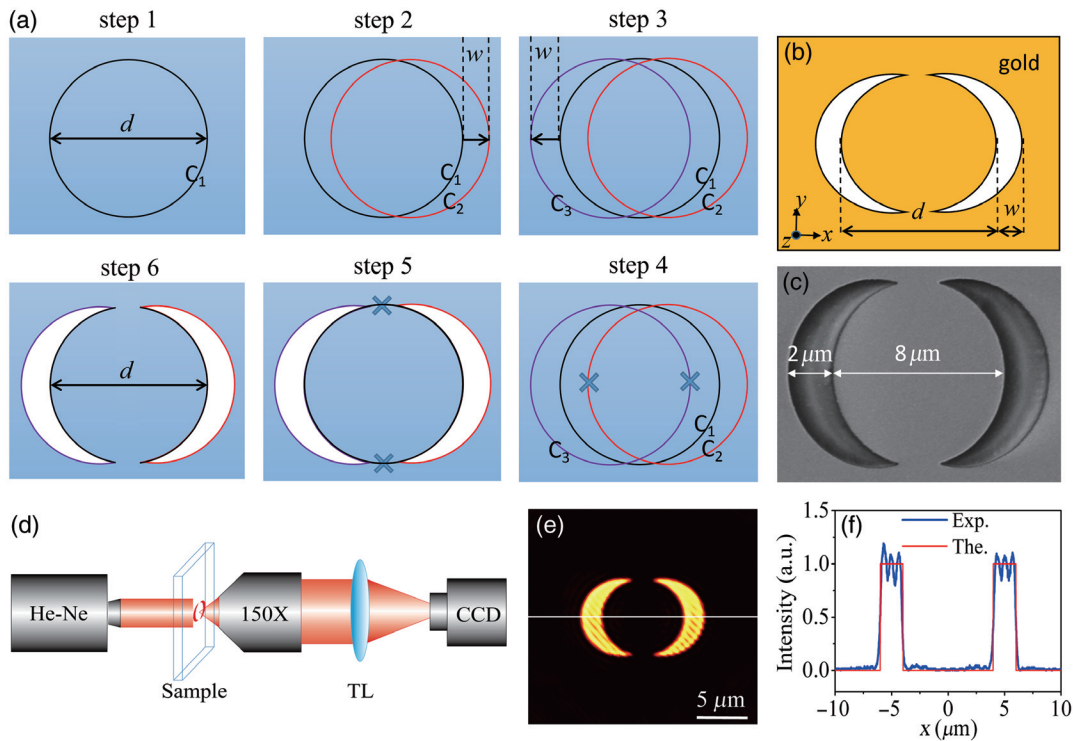 (a)
step 1
step 2
step 3
d
C₁
w
C₁
C₂
w
C₃
C₁
C₂
(b)
gold
d
w
y
z
x
step 6
step 5
step 4
d
C₃
C₁
C₂
(c)
2 μm
8 μm
(d)
He-Ne
150X
CCD
Sample
TL
(e)
5 μm
(f)
Intensity (a.u.)
1.5
1.0
0.5
0.0
Exp.
The.
−10
−5
0
5
10
x (μm)